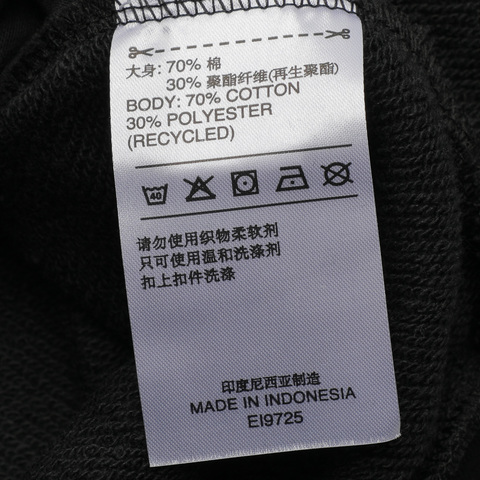 大身: 70% 棉
30% 聚酯纤维(再生聚酯)
BODY: 70% COTTON
30% POLYESTER
(RECYCLED)
40
请勿使用织物柔软剂
只可使用温和洗涤剂
扣上扣件洗涤
印度尼西亚制造
MADE IN INDONESIA
EI9725